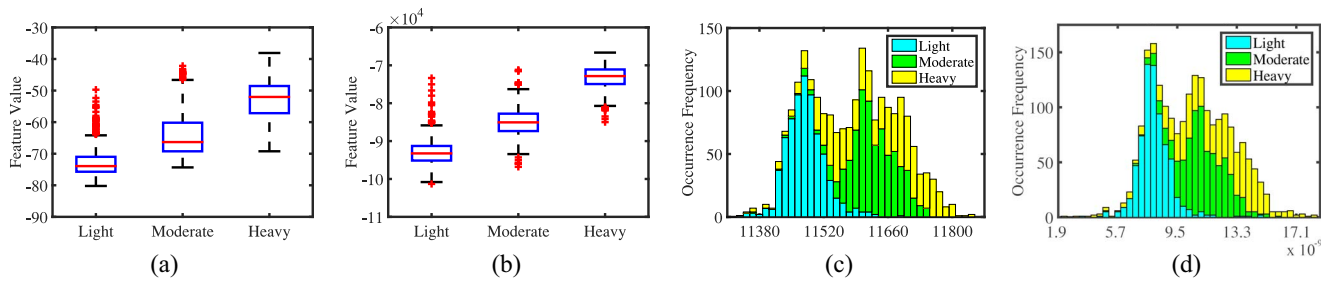 -30
-40
-50
-60
-70
-80
-90
Feature Value
Light Moderate Heavy
(a)
-6 ×10⁴
-7
-8
-9
-10
-11
Feature Value
Light Moderate Heavy
(b)
150
100
50
0
Occurrence Frequency
Light
Moderate
Heavy
11380 11520 11660 11800
(c)
150
100
50
0
Occurrence Frequency
Light
Moderate
Heavy
1.9 5.7 9.5 13.3 17.1
x 10⁻⁹
(d)